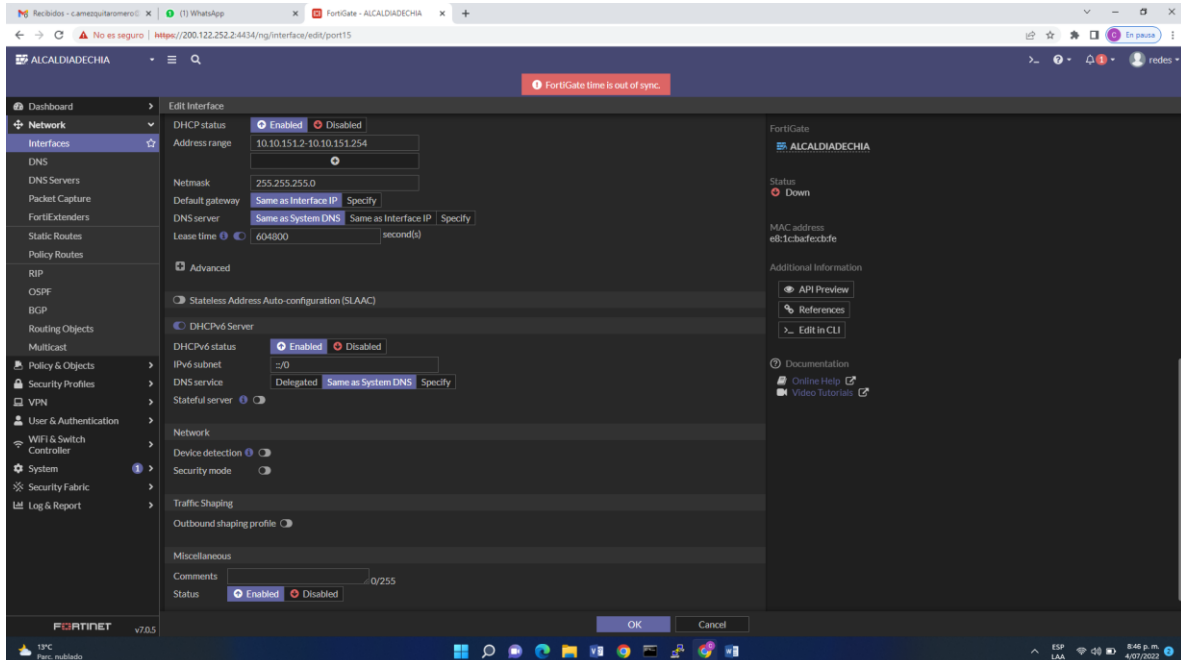 Recibidos - c.amezquitaromero
(1) WhatsApp
FortiGate - ALCALDIADECHIA
No es seguro | https://200.122.252.2:4434/ng/interface/edit/port15
C En pausa
ALCALDIADECHIA
>_
1
redes
FortiGate time is out of sync.
Dashboard
Network
Interfaces
DNS
DNS Servers
Packet Capture
FortiExtenders
Static Routes
Policy Routes
RIP
OSPF
BGP
Routing Objects
Multicast
Policy & Objects
Security Profiles
VPN
User & Authentication
WiFi & Switch
Controller
System 1
Security Fabric
Log & Report
FORTINET v7.0.5
Edit Interface
DHCP status Enabled Disabled
Address range 10.10.151.2-10.10.151.254
Netmask 255.255.255.0
Default gateway Same as Interface IP Specify
DNS server Same as System DNS Same as Interface IP Specify
Lease time 604800 second(s)
Advanced
Stateless Address Auto-configuration (SLAAC)
DHCPv6 Server
DHCPv6 status Enabled Disabled
IPv6 subnet ::/0
DNS service Delegated Same as System DNS Specify
Stateful server
Network
Device detection
Security mode
Traffic Shaping
Outbound shaping profile
Miscellaneous
Comments 0/255
Status Enabled Disabled
OK Cancel
FortiGate
ALCALDIADECHIA
Status
Down
MAC address
e8:1c:ba:fe:cb:fe
Additional Information
API Preview
References
>_ Edit in CLI
Documentation
Online Help
Video Tutorials
13°C
Parc. nublado
ESP
LAA
8:46 p. m.
4/07/2022
2